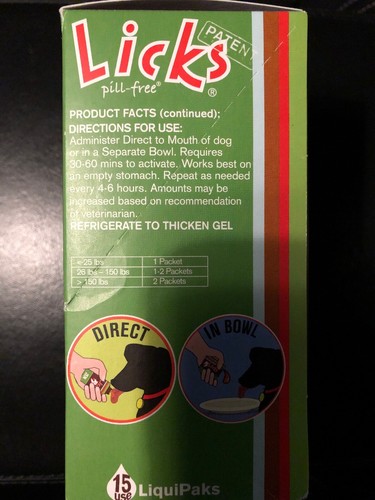 PATENT
Licks
pill-free®
®
PRODUCT FACTS (continued):
DIRECTIONS FOR USE:
Administer Direct to Mouth of dog
or in a Separate Bowl. Requires
30-60 mins to activate. Works best on
an empty stomach. Repeat as needed
every 4-6 hours. Amounts may be
increased based on recommendation
of veterinarian.
REFRIGERATE TO THICKEN GEL
<25 lbs 1 Packet
26 lbs – 150 lbs 1-2 Packets
> 150 lbs 2 Packets
DIRECT
IN BOWL
15
use
LiquiPaks